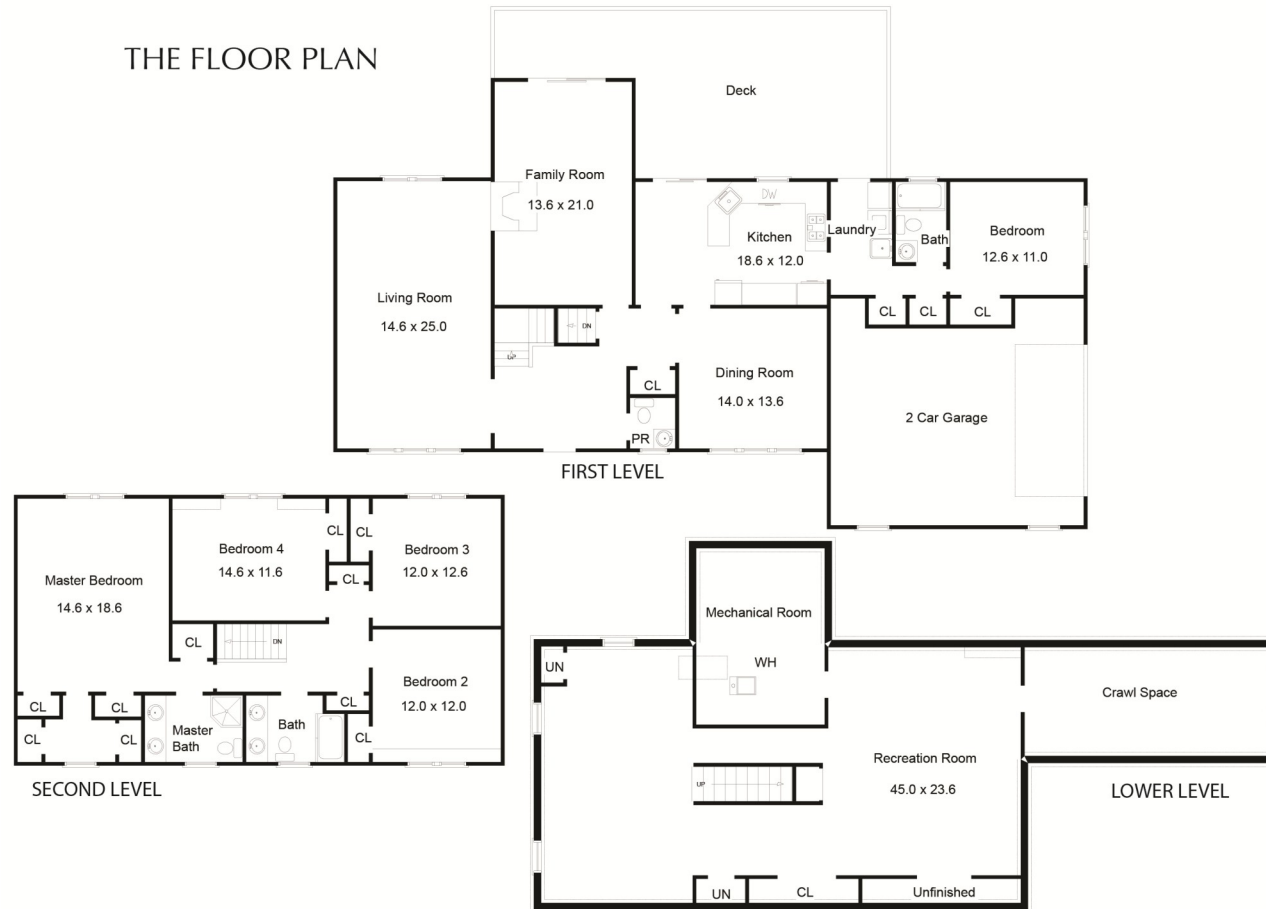 THE FLOOR PLAN
Deck
Family Room
13.6 x 21.0
Living Room
14.6 x 25.0
DW
Kitchen
18.6 x 12.0
Laundry
Bath
Bedroom
12.6 x 11.0
CL
CL
CL
DN
UP
CL
PR
Dining Room
14.0 x 13.6
2 Car Garage
FIRST LEVEL
Master Bedroom
14.6 x 18.6
Bedroom 4
14.6 x 11.6
CL
CL
CL
Bedroom 3
12.0 x 12.6
CL
DN
Bedroom 2
12.0 x 12.0
CL
CL
CL
CL
CL
CL
Master
Bath
Bath
SECOND LEVEL
Mechanical Room
WH
UN
Crawl Space
UP
Recreation Room
45.0 x 23.6
UN
CL
Unfinished
LOWER LEVEL